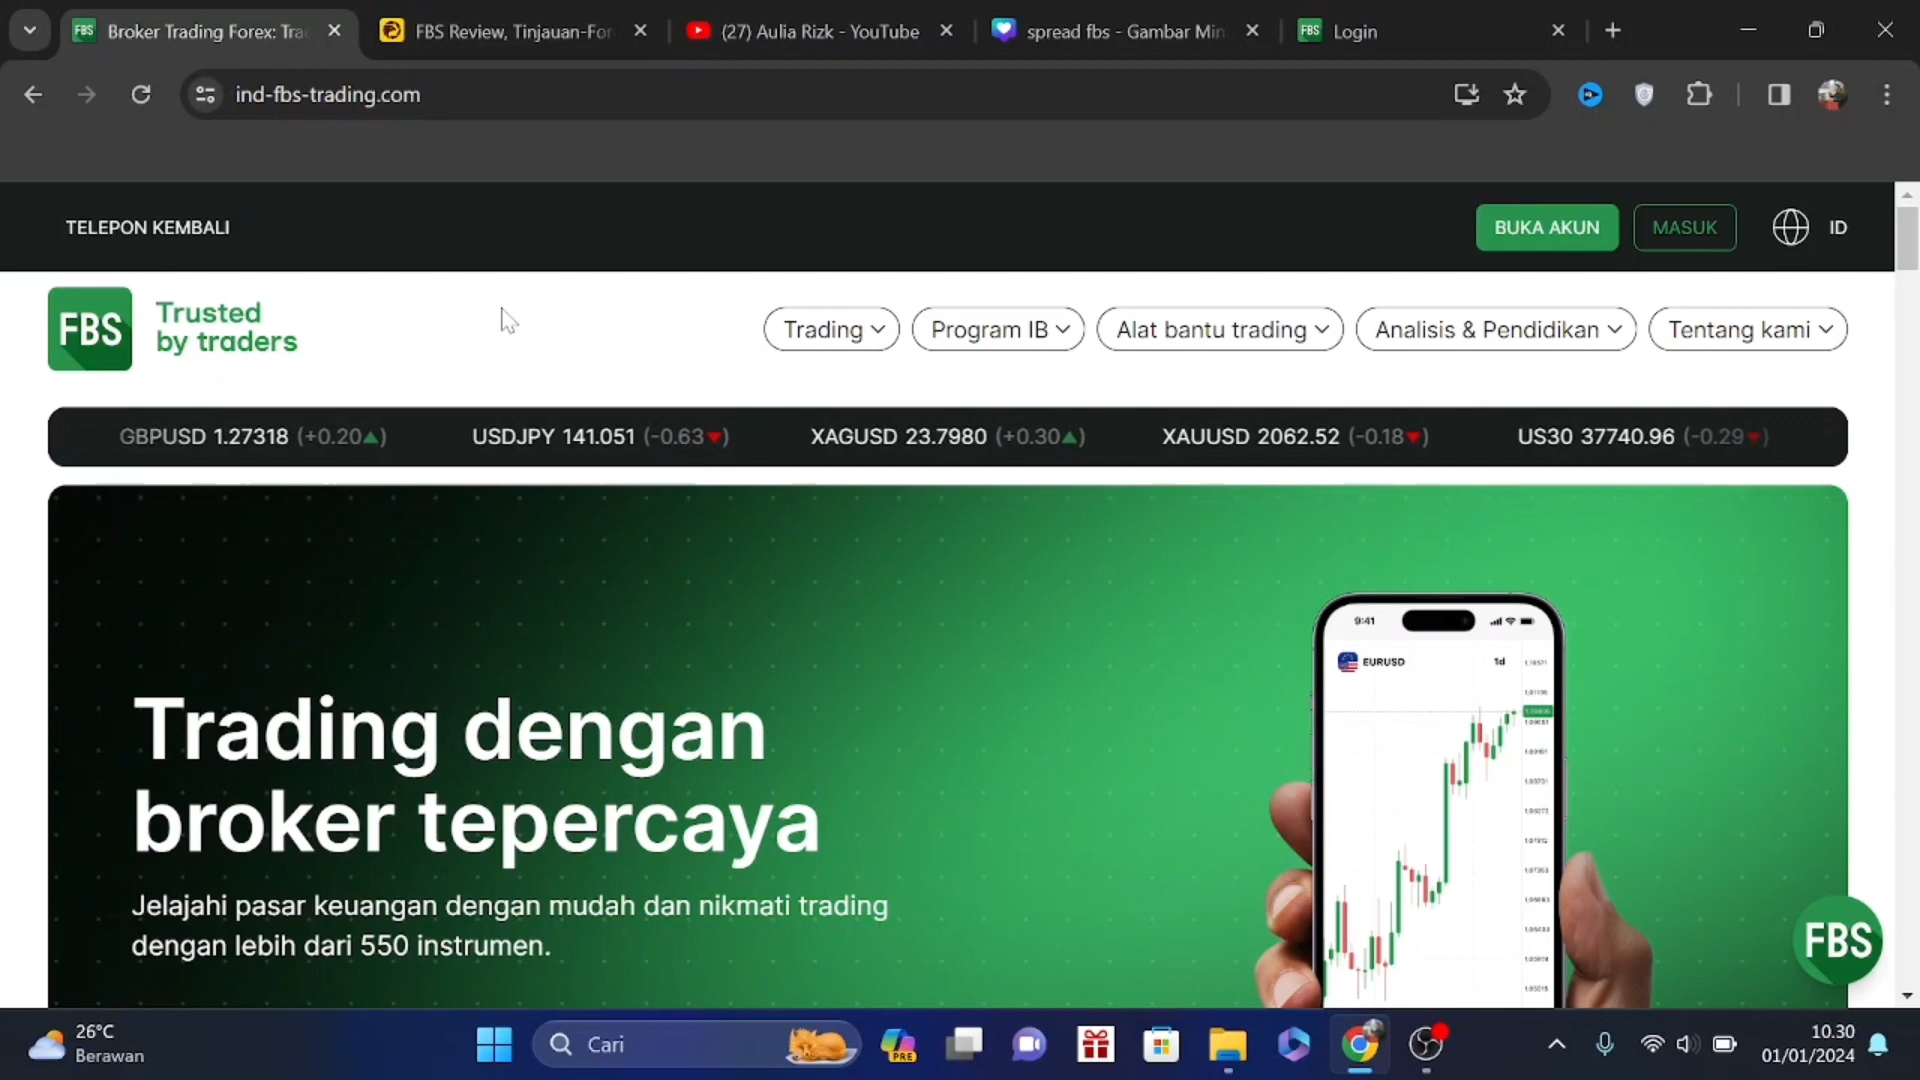 FBS Broker Trading Forex: Tra
FBS Review, Tinjauan-For
(27) Aulia Rizk - YouTube
spread fbs - Gambar Min
FBS Login
ind-fbs-trading.com
TELEPON KEMBALI
BUKA AKUN
MASUK
ID
FBS
Trusted
by traders
Trading
Program IB
Alat bantu trading
Analisis & Pendidikan
Tentang kami
GBPUSD 1.27318 (+0.20▲)
USDJPY 141.051 (-0.63▼)
XAGUSD 23.7980 (+0.30▲)
XAUUSD 2062.52 (-0.18▼)
US30 37740.96 (-0.29▼)
Trading dengan
broker tepercaya
Jelajahi pasar keuangan dengan mudah dan nikmati trading
dengan lebih dari 550 instrumen.
9:41
EURUSD
1d
FBS
26°C
Berawan
Cari
PRE
10.30
01/01/2024